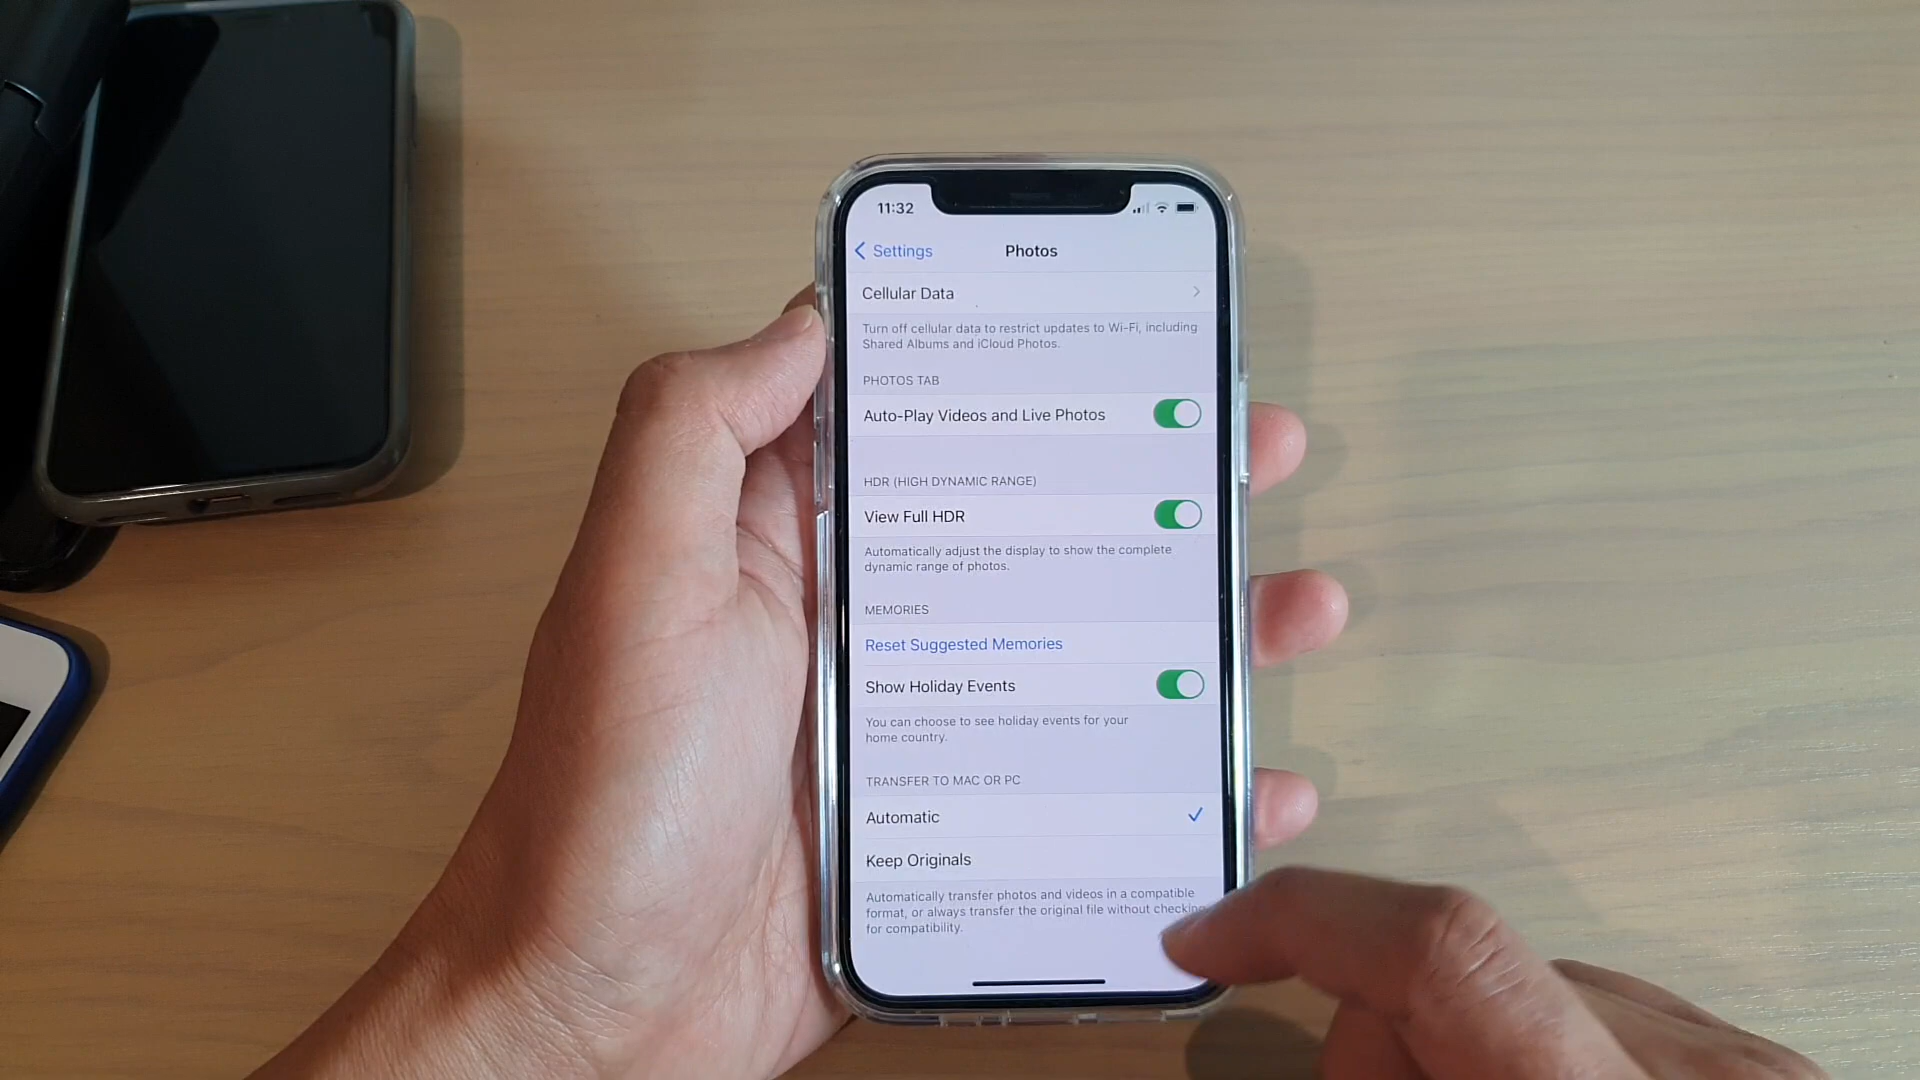 11:32
Settings
Photos
Cellular Data
Turn off cellular data to restrict updates to Wi-Fi, including
Shared Albums and iCloud Photos.
PHOTOS TAB
Auto-Play Videos and Live Photos
HDR (HIGH DYNAMIC RANGE)
View Full HDR
Automatically adjust the display to show the complete
dynamic range of photos.
MEMORIES
Reset Suggested Memories
Show Holiday Events
You can choose to see holiday events for your
home country.
TRANSFER TO MAC OR PC
Automatic
Keep Originals
Automatically transfer photos and videos in a compatible
format, or always transfer the original file without checking
for compatibility.